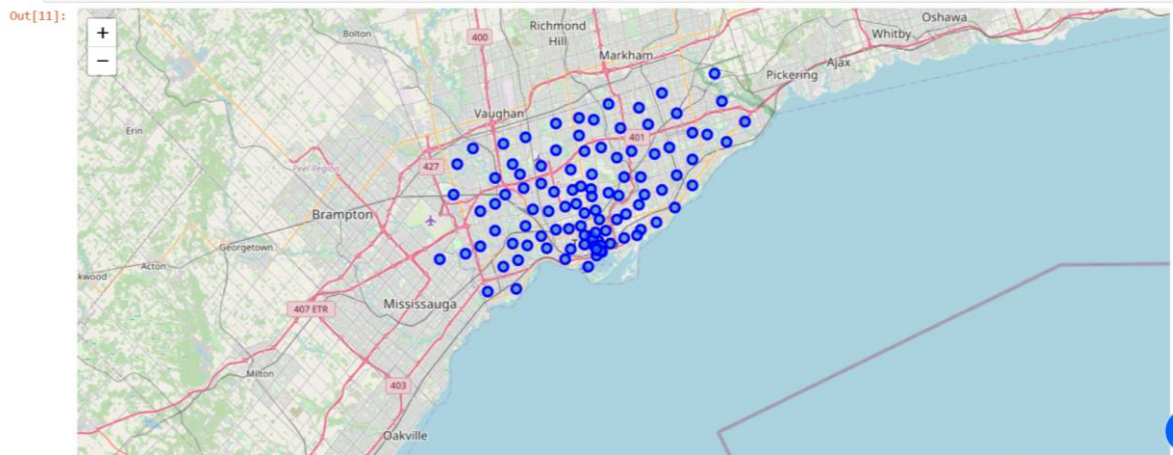 Out[11]:
+
−
Bolton
400
Richmond
Hill
Markham
Oshawa
Whitby
Ajax
Pickering
Vaughan
Erin
401
427
Peel Region
Brampton
Georgetown
Acton
kwood
Mississauga
407 ETR
Milton
403
Oakville